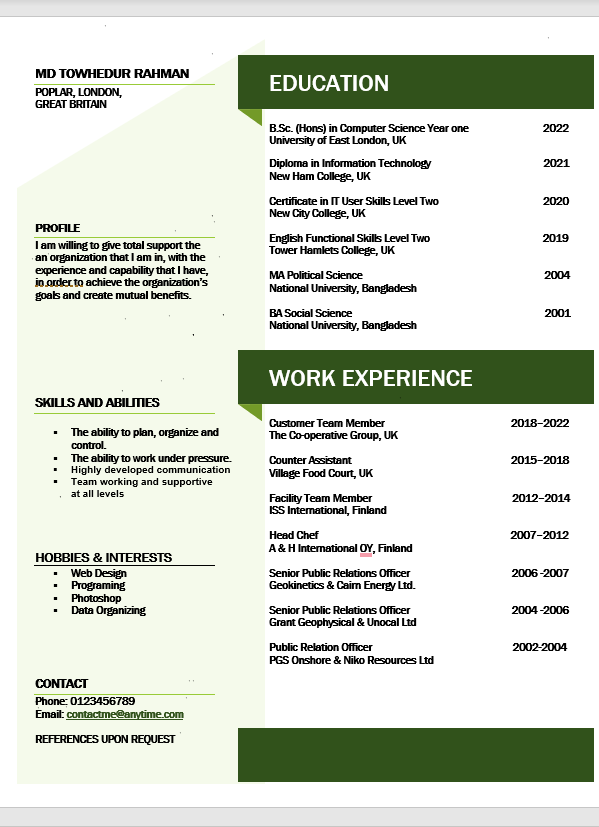 MD TOWHEDUR RAHMAN
POPLAR, LONDON,
GREAT BRITAIN
PROFILE
I am willing to give total support the
an organization that I am in, with the
experience and capability that I have,
in order to achieve the organization's
goals and create mutual benefits.
SKILLS AND ABILITIES
▪ The ability to plan, organize and
control.
▪ The ability to work under pressure.
▪ Highly developed communication
▪ Team working and supportive
at all levels
HOBBIES & INTERESTS
▪ Web Design
▪ Programing
▪ Photoshop
▪ Data Organizing
CONTACT
Phone: 0123456789
Email: contactme@anytime.com
REFERENCES UPON REQUEST
EDUCATION
B.Sc. (Hons) in Computer Science Year one 2022
University of East London, UK
Diploma in Information Technology 2021
New Ham College, UK
Certificate in IT User Skills Level Two 2020
New City College, UK
English Functional Skills Level Two 2019
Tower Hamlets College, UK
MA Political Science 2004
National University, Bangladesh
BA Social Science 2001
National University, Bangladesh
WORK EXPERIENCE
Customer Team Member 2018–2022
The Co-operative Group, UK
Counter Assistant 2015–2018
Village Food Court, UK
Facility Team Member 2012–2014
ISS International, Finland
Head Chef 2007–2012
A & H International OY, Finland
Senior Public Relations Officer 2006-2007
Geokinetics & Cairn Energy Ltd.
Senior Public Relations Officer 2004-2006
Grant Geophysical & Unocal Ltd
Public Relation Officer 2002-2004
PGS Onshore & Niko Resources Ltd